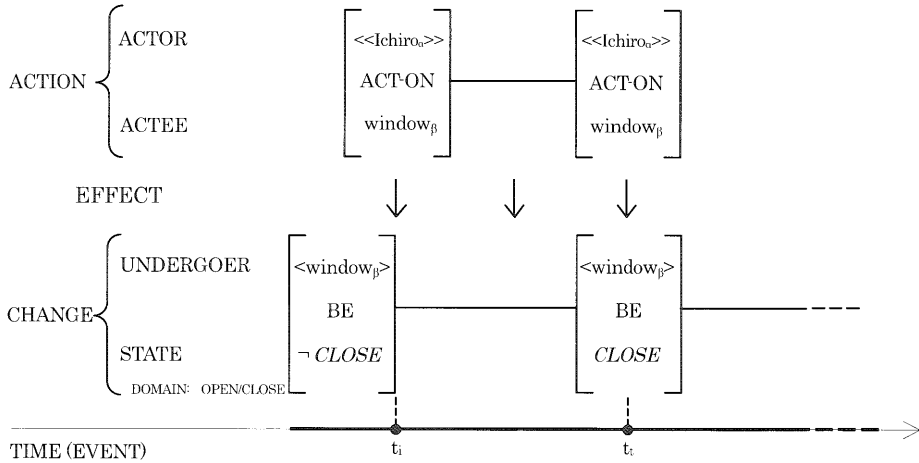 ACTION
ACTOR
ACTEE
<<Ichiroα>>
ACT-ON
windowβ
<<Ichiroα>>
ACT-ON
windowβ
EFFECT
CHANGE
UNDERGOER
STATE
DOMAIN: OPEN/CLOSE
<windowβ>
BE
¬ CLOSE
<windowβ>
BE
CLOSE
TIME (EVENT)
ti
tt